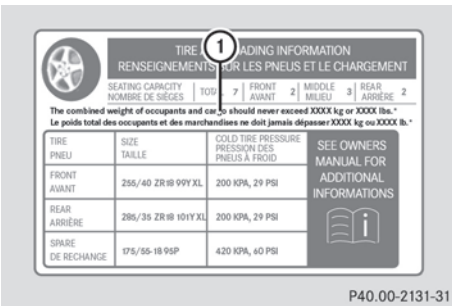 1
TIRE AND LOADING INFORMATION
RENSEIGNEMENTS SUR LES PNEUS ET LE CHARGEMENT
SEATING CAPACITY TOTAL 7 FRONT 2 MIDDLE 3 REAR 2
NOMBRE DE SIÈGES AVANT MILIEU ARRIÈRE
The combined weight of occupants and cargo should never exceed XXXX kg or XXXX lbs.*
Le poids total des occupants et des marchandises ne doit jamais dépasser XXXX kg ou XXXX lb.*
TIRE SIZE COLD TIRE PRESSURE
PNEU TAILLE PRESSION DES
PNEUS À FROID
SEE OWNERS
MANUAL FOR
ADDITIONAL
INFORMATIONS
FRONT
AVANT 255/40 ZR18 99Y XL 200 KPA, 29 PSI
REAR
ARRIÈRE 285/35 ZR18 101Y XL 200 KPA, 29 PSI
SPARE
DE RECHANGE 175/55-18 95P 420 KPA, 60 PSI
i
P40.00-2131-31